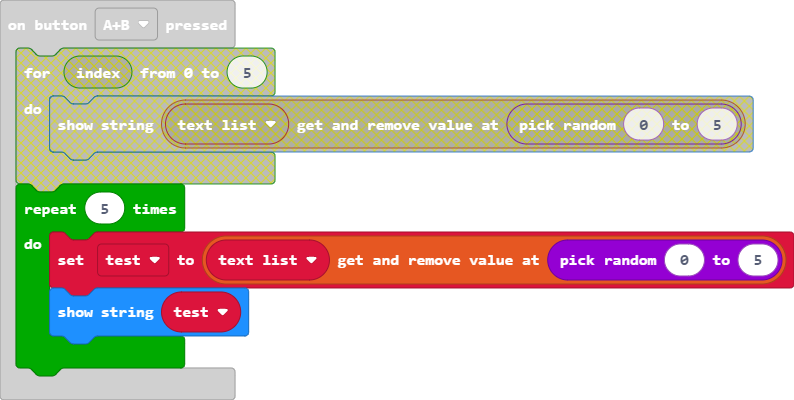 on button A+B pressed
for index from 0 to 5
do
show string text list get and remove value at pick random 0 to 5
repeat 5 times
do
set test to text list get and remove value at pick random 0 to 5
show string test